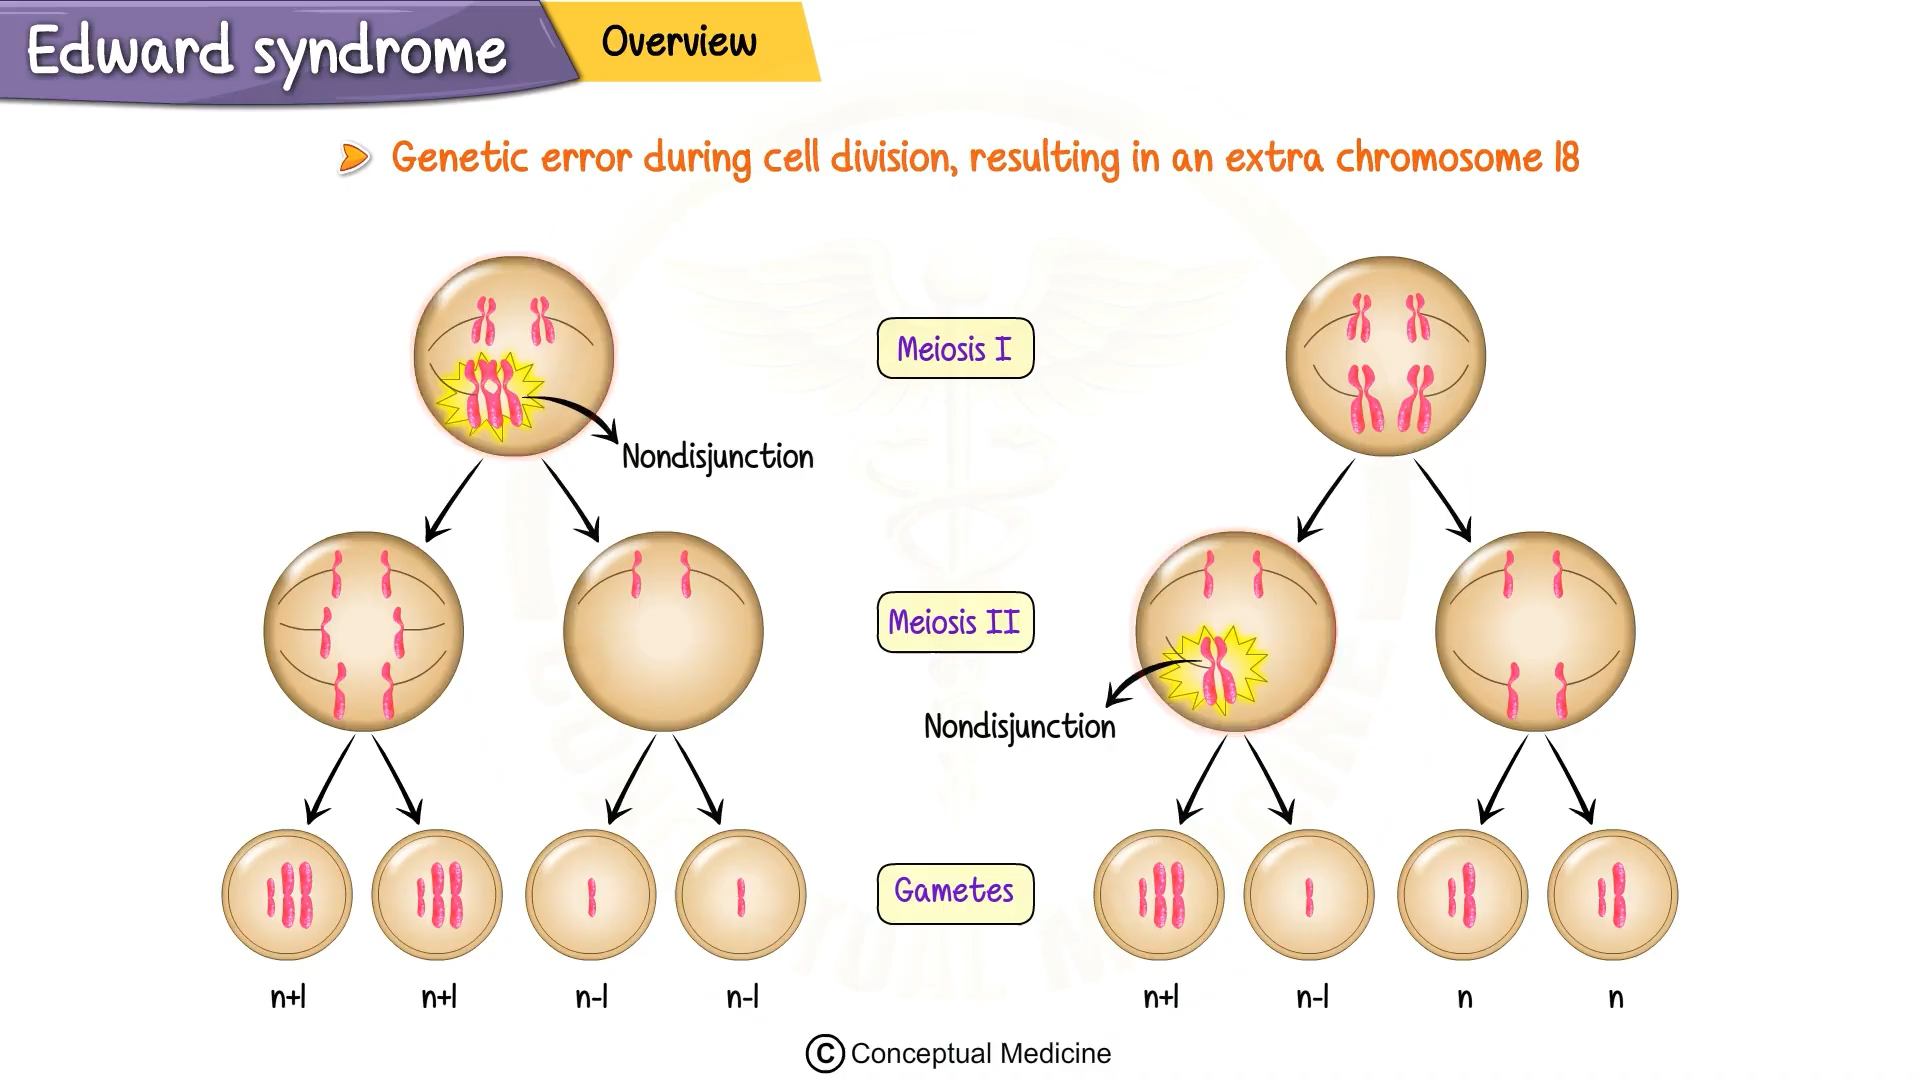 Edward syndrome
Overview
Genetic error during cell division, resulting in an extra chromosome 18
Meiosis I
Nondisjunction
Meiosis II
Nondisjunction
Gametes
n+1 n+1 n-1 n-1 n+1 n-1 n n
© Conceptual Medicine